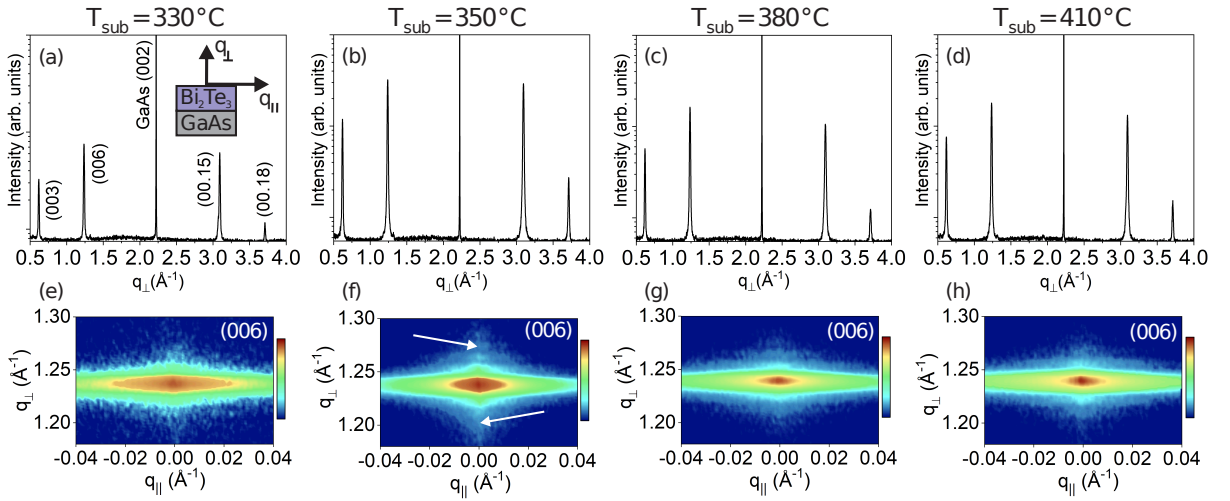 T_sub=330°C T_sub=350°C T_sub=380°C T_sub=410°C
(a)
Intensity (arb. units)
(003)
(006)
GaAs (002)
(00.15)
(00.18)
q⊥
q||
Bi₂Te₃
GaAs
0.5 1.0 1.5 2.0 2.5 3.0 3.5 4.0
q⊥(Å⁻¹)
(b)
Intensity (arb. units)
.5 1.0 1.5 2.0 2.5 3.0 3.5 4.0
q⊥(Å⁻¹)
(c)
Intensity (arb. units)
0.5 1.0 1.5 2.0 2.5 3.0 3.5 4.0
q⊥(Å⁻¹)
(d)
Intensity (arb. units)
0.5 1.0 1.5 2.0 2.5 3.0 3.5 4.0
q⊥(Å⁻¹)
(e)
(006)
q⊥ (Å⁻¹)
1.30
1.25
1.20
-0.04 -0.02 0.00 0.02 0.04
q|| (Å⁻¹)
(f)
(006)
q⊥ (Å⁻¹)
1.30
1.25
1.20
-0.04 -0.02 0.00 0.02 0.04
q|| (Å⁻¹)
(g)
(006)
q⊥ (Å⁻¹)
1.30
1.25
1.20
-0.04 -0.02 0.00 0.02 0.04
q|| (Å⁻¹)
(h)
(006)
q⊥ (Å⁻¹)
1.30
1.25
1.20
-0.04 -0.02 0.00 0.02 0.04
q|| (Å⁻¹)